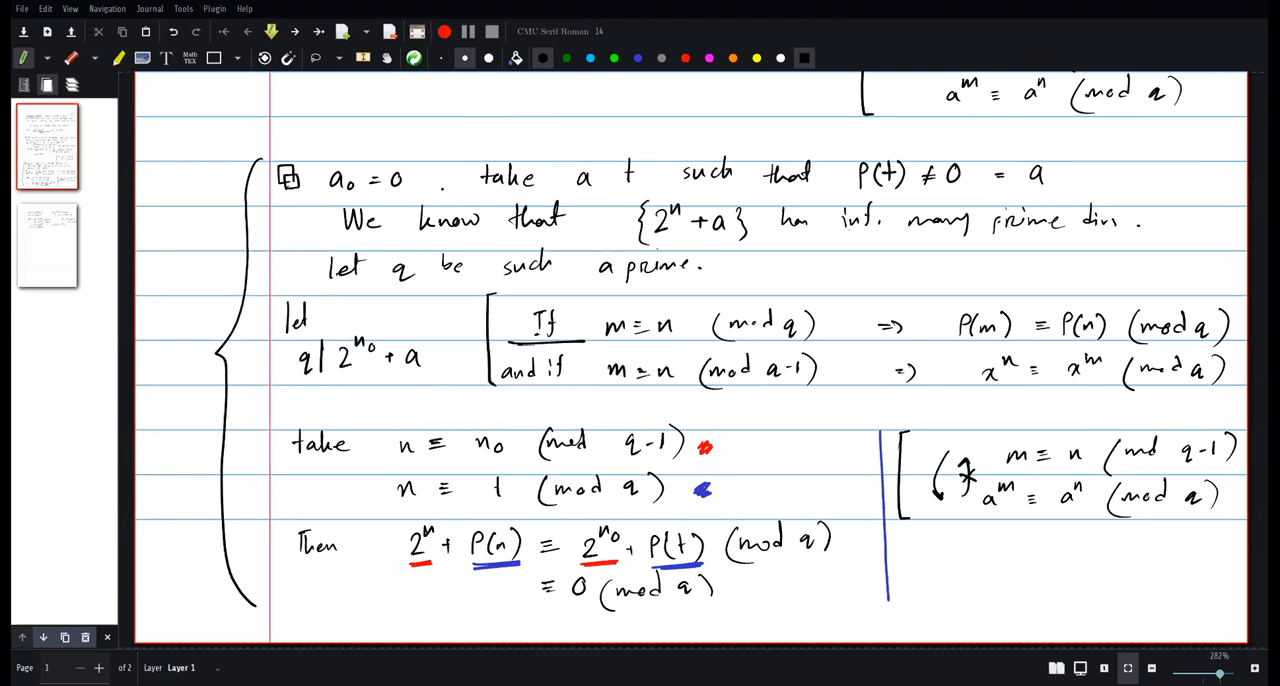 File Edit View Navigation Journal Tools Plugin Help
CMU Serif Roman 14
a^m ≡ a^n (mod q)
a₀ = 0 . take a t such that P(t) ≠ 0 = a
We know that {2^n + a} has inf. many prime divs.
let q be such a prime.
let
q | 2^{n₀} + a
If m ≡ n (mod q) ⇒ P(m) ≡ P(n) (mod q)
and if m ≡ n (mod q-1) ⇒ x^n ≡ x^m (mod q)
take n ≡ n₀ (mod q-1)
n ≡ t (mod q)
m ≡ n (md q-1)
a^m ≡ a^n (mod q)
Then 2^n + P(n) ≡ 2^{n₀} + P(t) (mod q)
≡ 0 (mod q)
Page 1 of 2 Layer Layer 1
282%